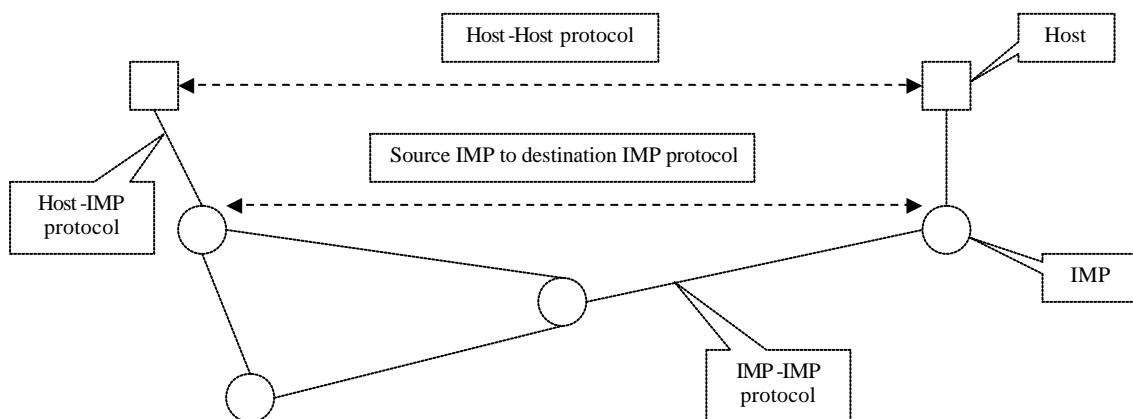 Host-Host protocol
Host
Source IMP to destination IMP protocol
Host-IMP
protocol
IMP
IMP-IMP
protocol